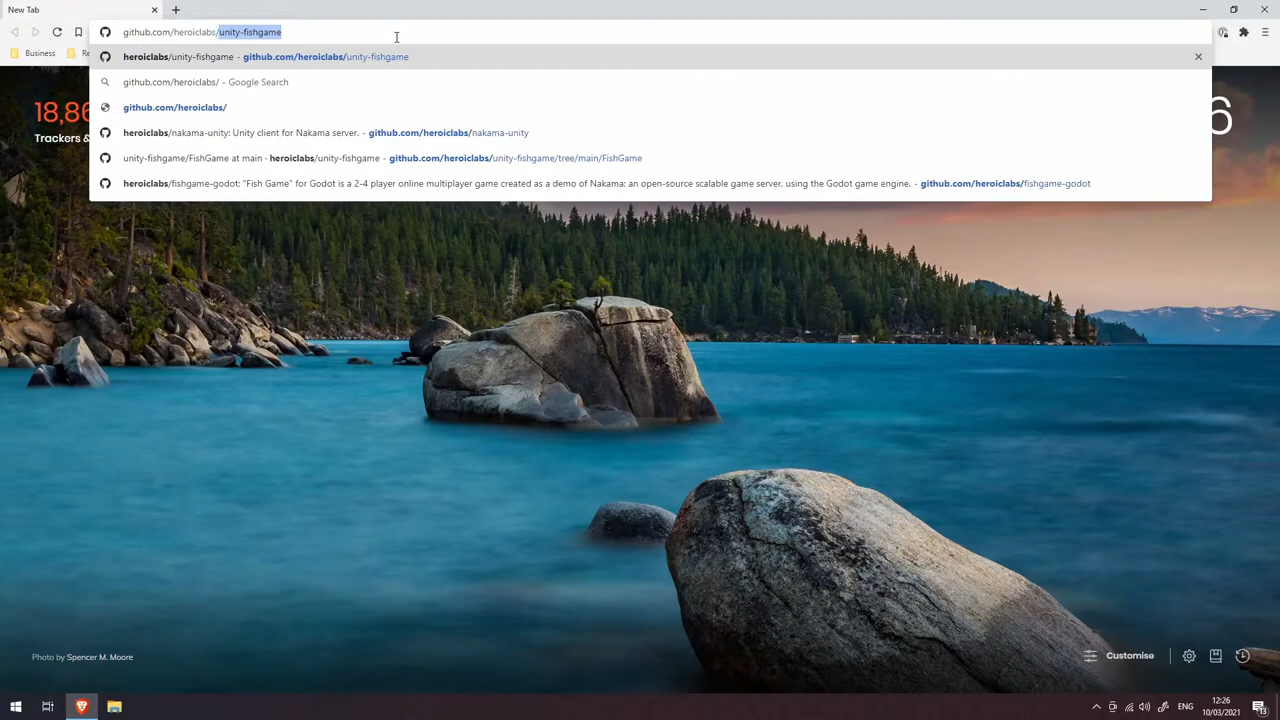 New Tab
github.com/heroiclabs/unity-fishgame
heroiclabs/unity-fishgame - github.com/heroiclabs/unity-fishgame
github.com/heroiclabs/ - Google Search
github.com/heroiclabs/
heroiclabs/nakama-unity: Unity client for Nakama server. - github.com/heroiclabs/nakama-unity
unity-fishgame/FishGame at main · heroiclabs/unity-fishgame - github.com/heroiclabs/unity-fishgame/tree/main/FishGame
heroiclabs/fishgame-godot: "Fish Game" for Godot is a 2-4 player online multiplayer game created as a demo of Nakama: an open-source scalable game server, using the Godot game engine. - github.com/heroiclabs/fishgame-godot
Business
18,86
6
Trackers &
Photo by Spencer M. Moore
Customise
ENG
12:26
10/03/2021